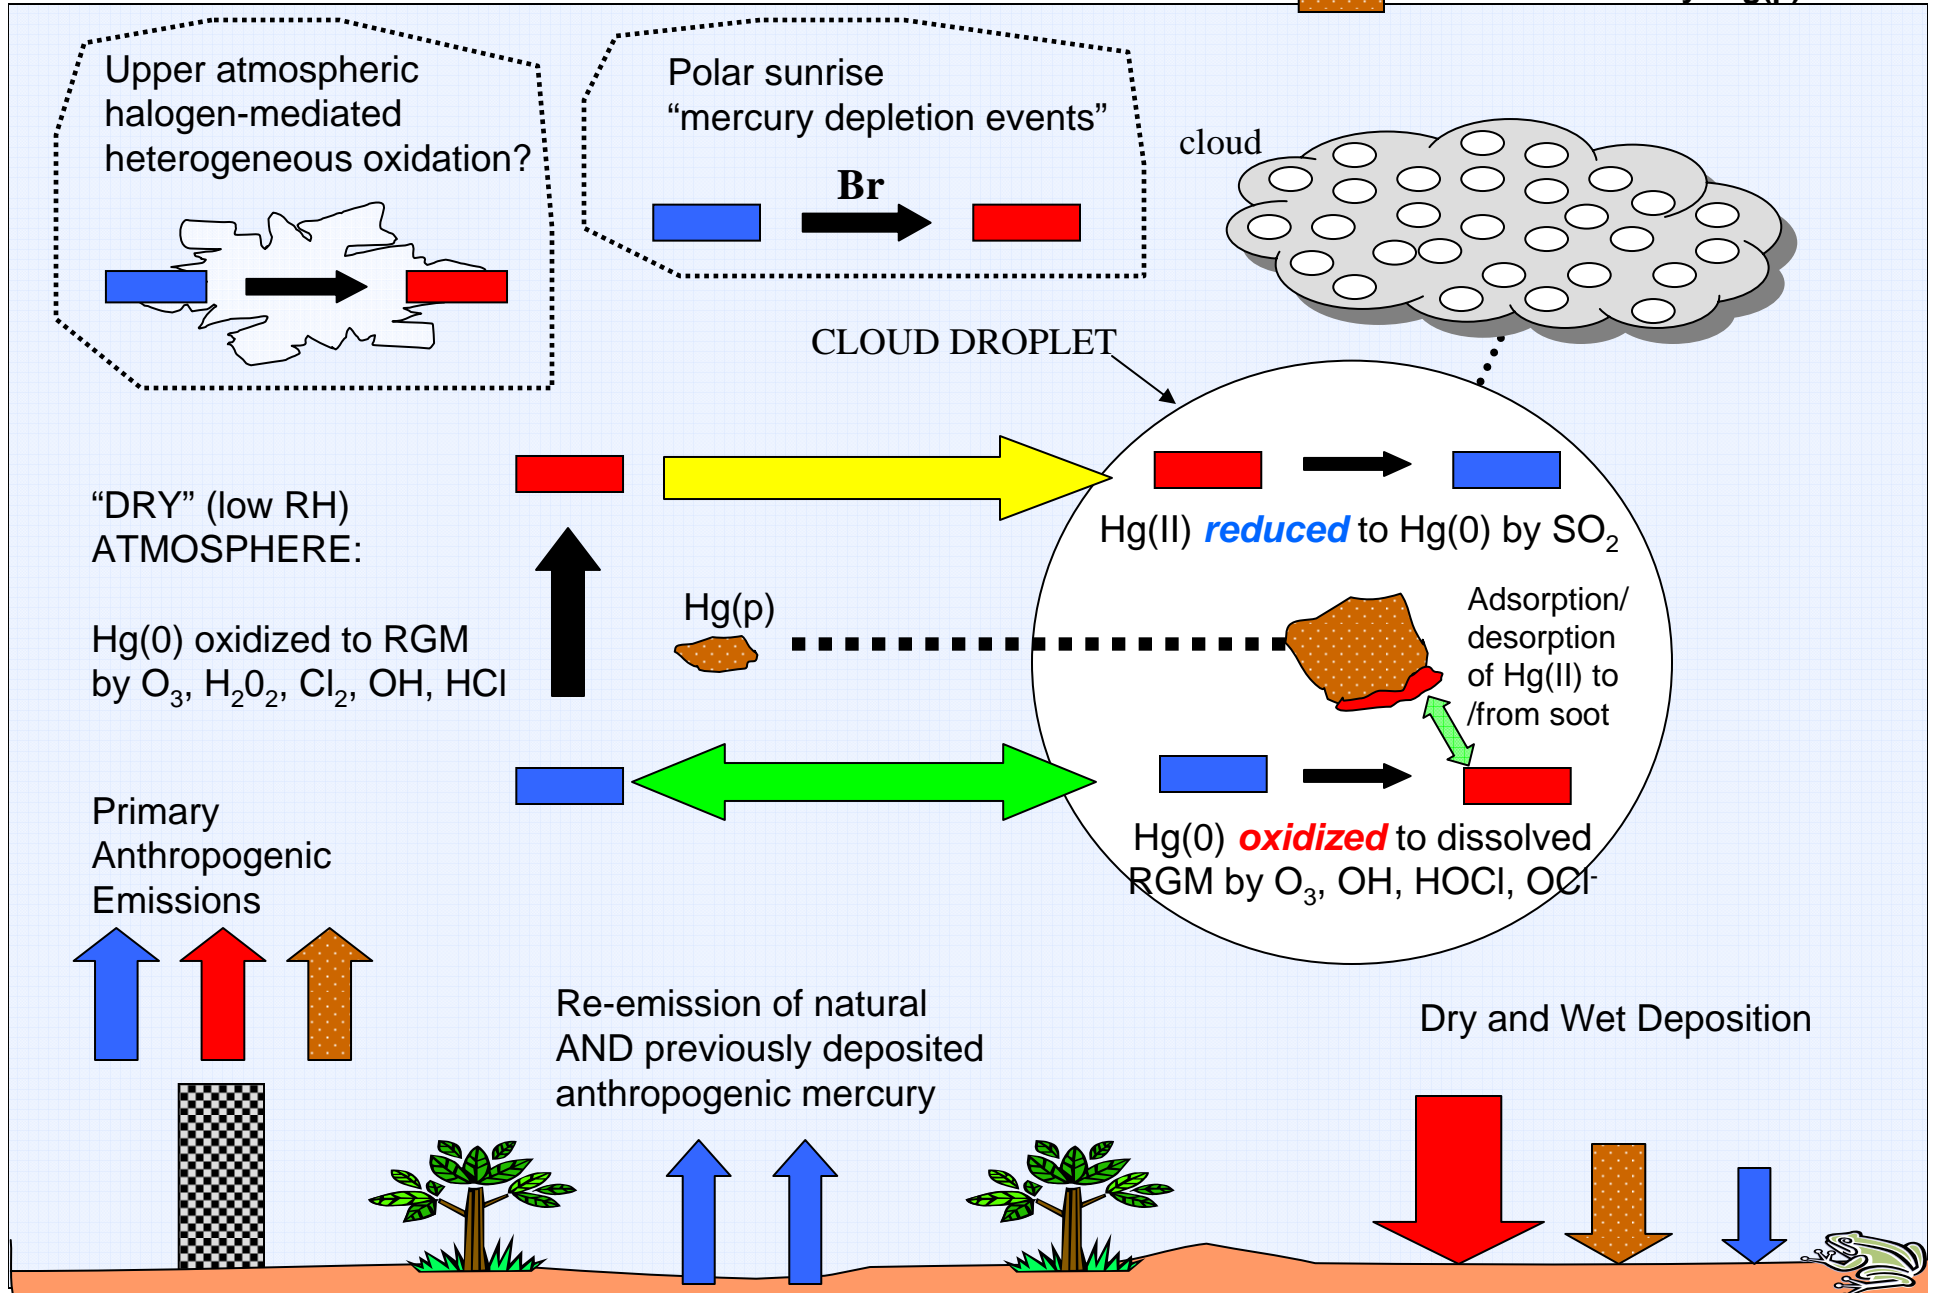 Upper atmospheric
halogen-mediated
heterogeneous oxidation?
Polar sunrise
“mercury depletion events”
Br
cloud
CLOUD DROPLET
“DRY” (low RH)
ATMOSPHERE:
Hg(0) oxidized to RGM
by O₃, H₂0₂, Cl₂, OH, HCl
Hg(p)
Hg(II) reduced to Hg(0) by SO₂
Adsorption/
desorption
of Hg(II) to
/from soot
Hg(0) oxidized to dissolved
RGM by O₃, OH, HOCl, OCl⁻
Primary
Anthropogenic
Emissions
Re-emission of natural
AND previously deposited
anthropogenic mercury
Dry and Wet Deposition